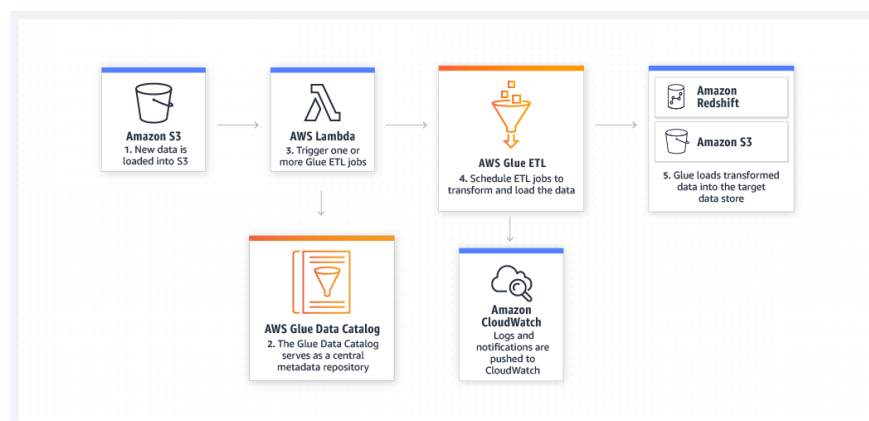 Amazon S3
1. New data is
loaded into S3
AWS Lambda
3. Trigger one or
more Glue ETL jobs
AWS Glue ETL
4. Schedule ETL jobs to
transform and load the data
Amazon
Redshift
Amazon S3
5. Glue loads transformed
data into the target
data store
AWS Glue Data Catalog
2. The Glue Data Catalog
serves as a central
metadata repository
Amazon
CloudWatch
Logs and
notifications are
pushed to
CloudWatch